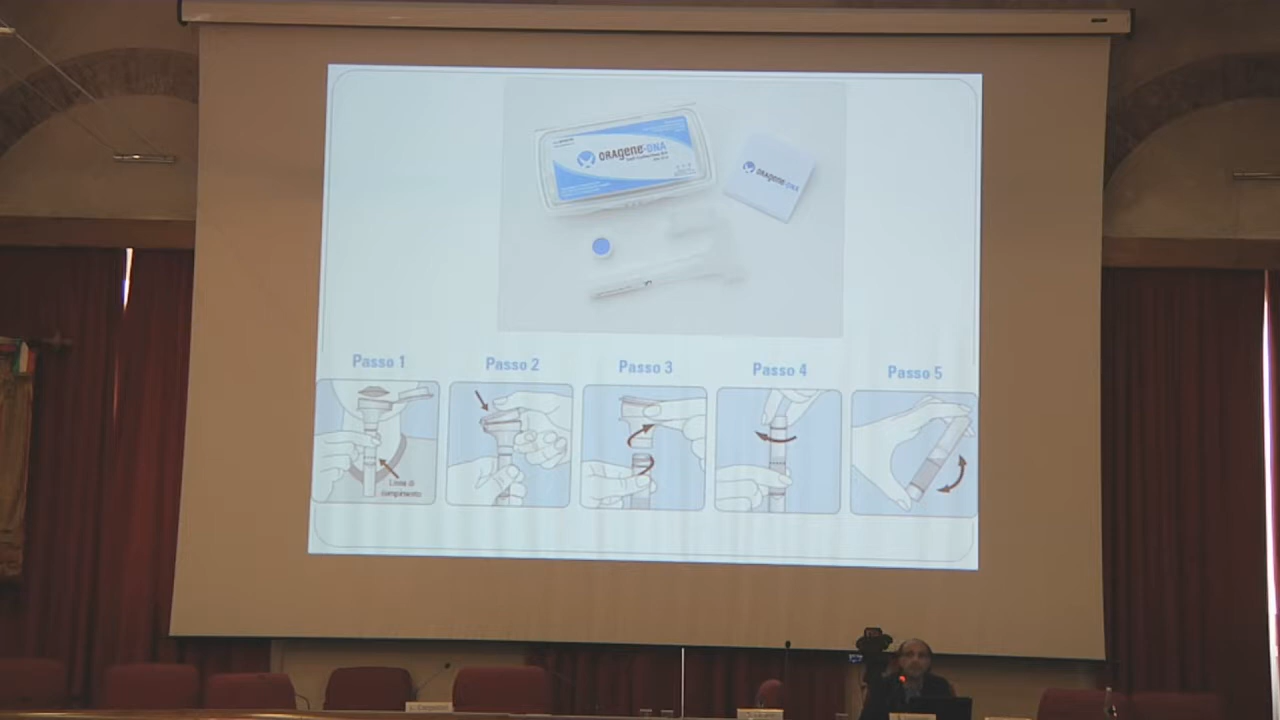 ORAgene·DNA
ORAgene·DNA
Passo 1
Passo 2
Passo 3
Passo 4
Passo 5
Linea di
riempimento